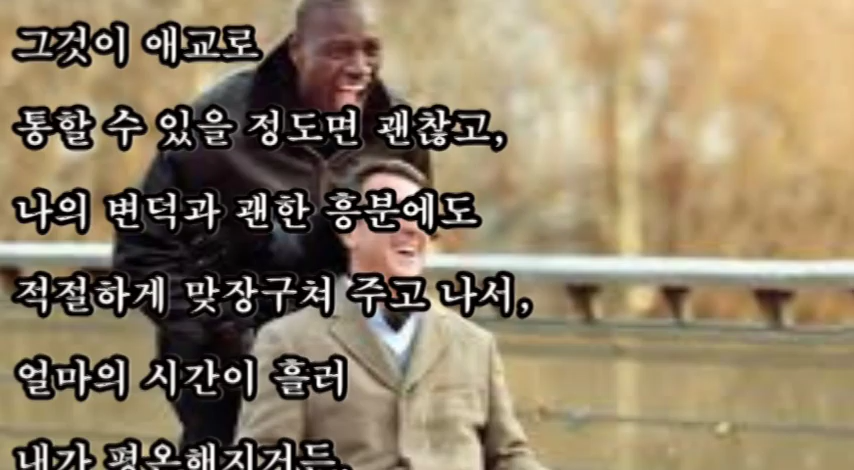 그것이 애교로
통할 수 있을 정도면 괜찮고,
나의 변덕과 괜한 흥분에도
적절하게 맞장구쳐 주고 나서,
얼마의 시간이 흘러
내가 평온해지거든,